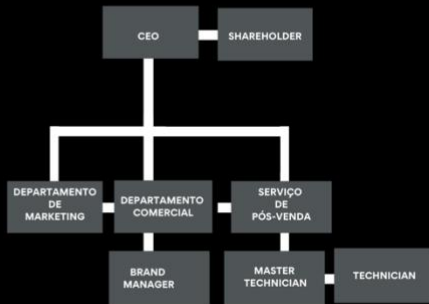 CEO
SHAREHOLDER
DEPARTAMENTO
DE
MARKETING
DEPARTAMENTO
COMERCIAL
SERVIÇO
DE
PÓS-VENDA
BRAND
MANAGER
MASTER
TECHNICIAN
TECHNICIAN